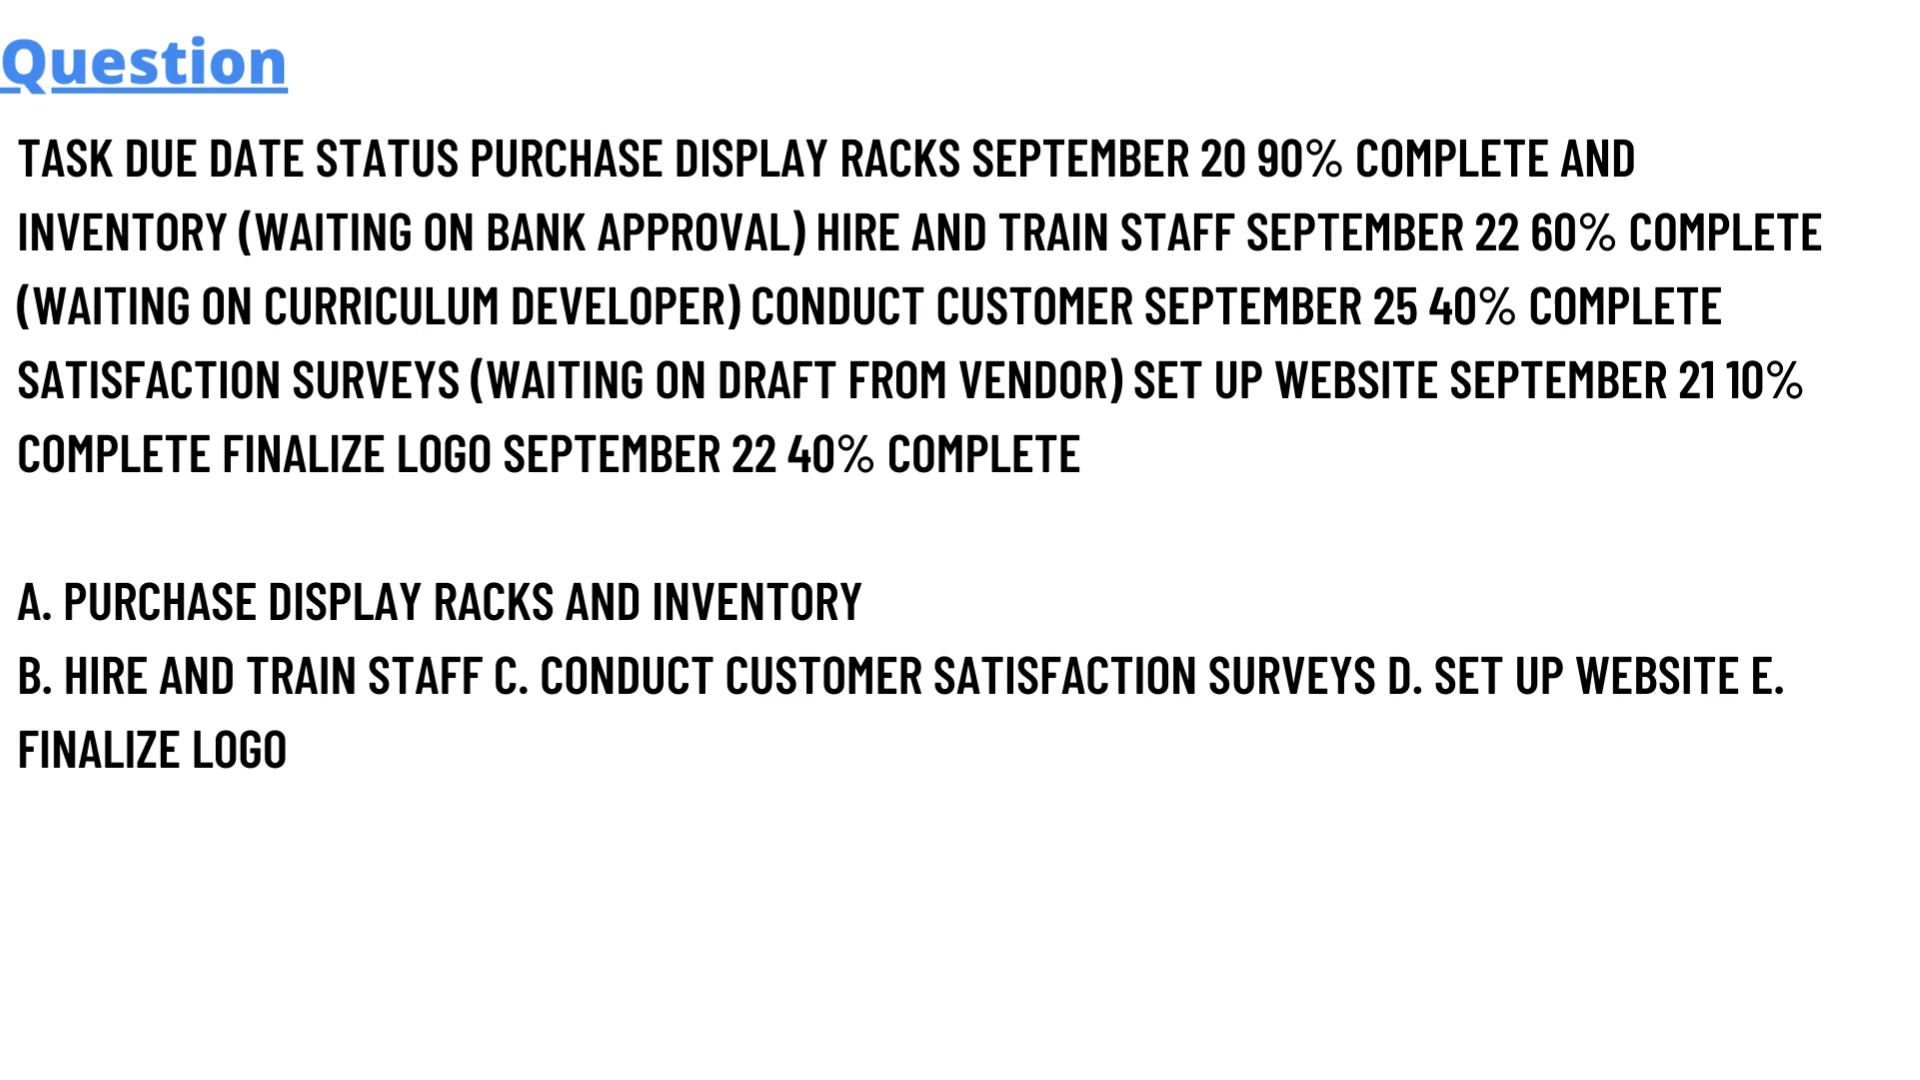 Question
TASK DUE DATE STATUS PURCHASE DISPLAY RACKS SEPTEMBER 20 90% COMPLETE AND
INVENTORY (WAITING ON BANK APPROVAL) HIRE AND TRAIN STAFF SEPTEMBER 22 60% COMPLETE
(WAITING ON CURRICULUM DEVELOPER) CONDUCT CUSTOMER SEPTEMBER 25 40% COMPLETE
SATISFACTION SURVEYS (WAITING ON DRAFT FROM VENDOR) SET UP WEBSITE SEPTEMBER 21 10%
COMPLETE FINALIZE LOGO SEPTEMBER 22 40% COMPLETE
A. PURCHASE DISPLAY RACKS AND INVENTORY
B. HIRE AND TRAIN STAFF C. CONDUCT CUSTOMER SATISFACTION SURVEYS D. SET UP WEBSITE E.
FINALIZE LOGO